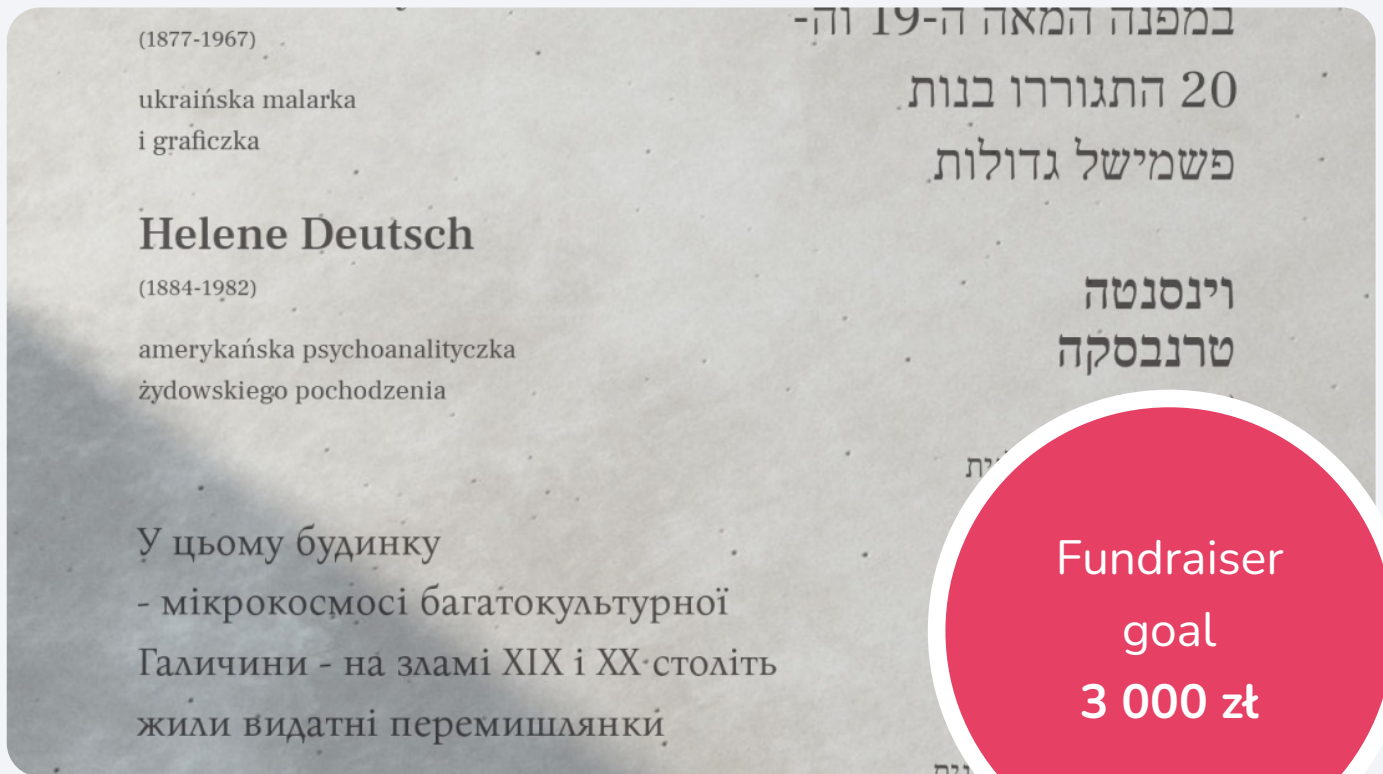 (1877-1967)
ukraińska malarka
i graficzka
Helene Deutsch
(1884-1982)
amerykańska psychoanalityczka
żydowskiego pochodzenia
У цьому будинку
- мікрокосмосі багатокультурної
Галичини - на зламі XIX і XX століть
жили видатні перемишлянки
במפנה המאה ה-19 וה-
20 התגוררו בנות
פשמישל גדולות
וינסנטה
טרנבסקה
Fundraiser
goal
3 000 zł